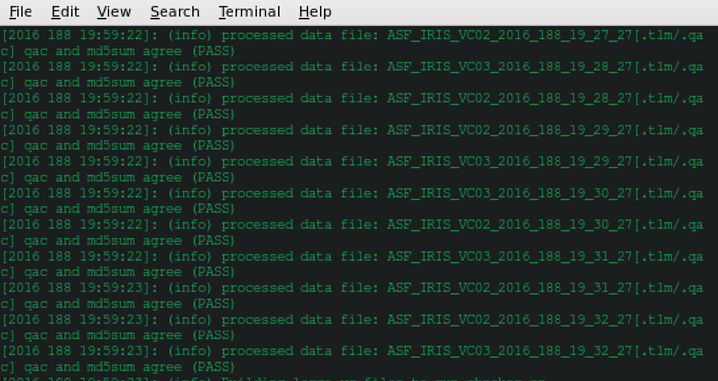 File Edit View Search Terminal Help
[2016 188 19:59:22]: (info) processed data file: ASF_IRIS_VC02_2016_188_19_27_27[.tlm/.qa
c] qac and md5sum agree (PASS)
[2016 188 19:59:22]: (info) processed data file: ASF_IRIS_VC03_2016_188_19_28_27[.tlm/.qa
c] qac and md5sum agree (PASS)
[2016 188 19:59:22]: (info) processed data file: ASF_IRIS_VC02_2016_188_19_28_27[.tlm/.qa
c] qac and md5sum agree (PASS)
[2016 188 19:59:22]: (info) processed data file: ASF_IRIS_VC02_2016_188_19_29_27[.tlm/.qa
c] qac and md5sum agree (PASS)
[2016 188 19:59:22]: (info) processed data file: ASF_IRIS_VC03_2016_188_19_29_27[.tlm/.qa
c] qac and md5sum agree (PASS)
[2016 188 19:59:22]: (info) processed data file: ASF_IRIS_VC03_2016_188_19_30_27[.tlm/.qa
c] qac and md5sum agree (PASS)
[2016 188 19:59:22]: (info) processed data file: ASF_IRIS_VC02_2016_188_19_30_27[.tlm/.qa
c] qac and md5sum agree (PASS)
[2016 188 19:59:22]: (info) processed data file: ASF_IRIS_VC03_2016_188_19_31_27[.tlm/.qa
c] qac and md5sum agree (PASS)
[2016 188 19:59:23]: (info) processed data file: ASF_IRIS_VC02_2016_188_19_31_27[.tlm/.qa
c] qac and md5sum agree (PASS)
[2016 188 19:59:23]: (info) processed data file: ASF_IRIS_VC02_2016_188_19_32_27[.tlm/.qa
c] qac and md5sum agree (PASS)
[2016 188 19:59:23]: (info) processed data file: ASF_IRIS_VC03_2016_188_19_32_27[.tlm/.qa
c] qac and md5sum agree (PASS)